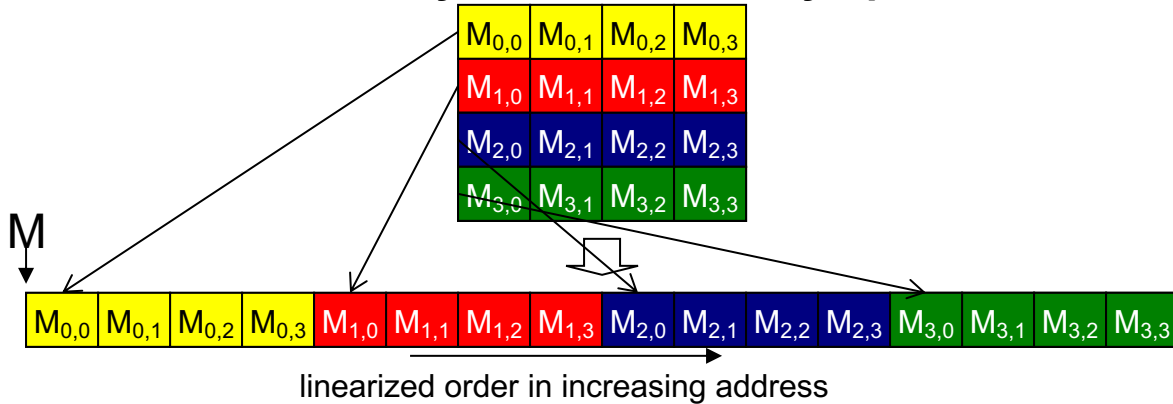 M0,0 M0,1 M0,2 M0,3
M1,0 M1,1 M1,2 M1,3
M2,0 M2,1 M2,2 M2,3
M3,0 M3,1 M3,2 M3,3
M
M0,0 M0,1 M0,2 M0,3 M1,0 M1,1 M1,2 M1,3 M2,0 M2,1 M2,2 M2,3 M3,0 M3,1 M3,2 M3,3
linearized order in increasing address